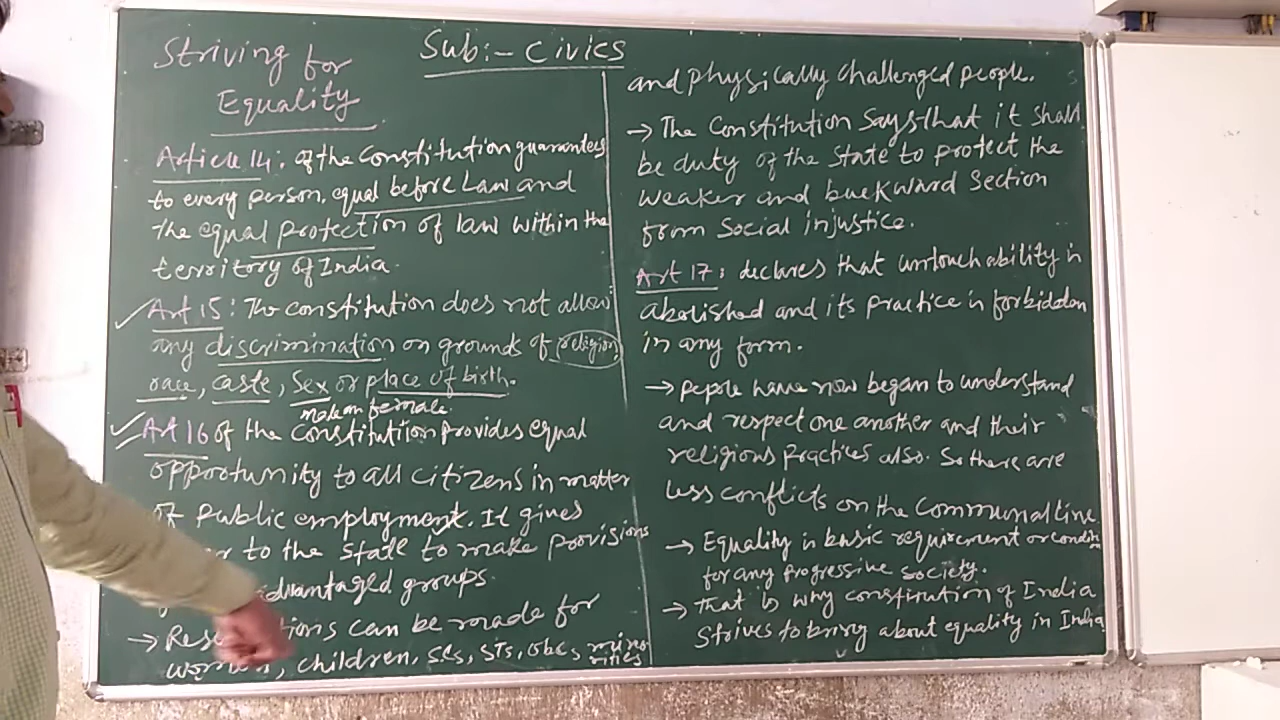 Striving for
Equality
Sub:- Civics
Article 14: of the Constitution guarantees
to every person, equal before Law and
The equal protection of law within the
territory of India.
Art 15: The constitution does not allow
any discrimination on grounds of religion,
race, caste, Sex or place of birth.
male or female.
Art 16 of the constitution provides equal
opportunity to all citizens in matter
of Public employment. It gives
to the state to make provisions
groups.
→ can be made for
women, children, SCs, STs, OBCs, minorities
and physically challenged people.
→ The Constitution Says that it shall
be duty of the State to protect the
weaker and backward Section
from Social injustice.
Art 17: declares that untouchability is
abolished and its practice is forbidden
in any form.
→ pepole have now began to understand
and respect one another and their
religious Practices also. So there are
less conflicts on the Communal line.
→ Equality is basic requirement or condition
for any Progressive society.
→ That is why constitution of India
Strives to bring about equality in India